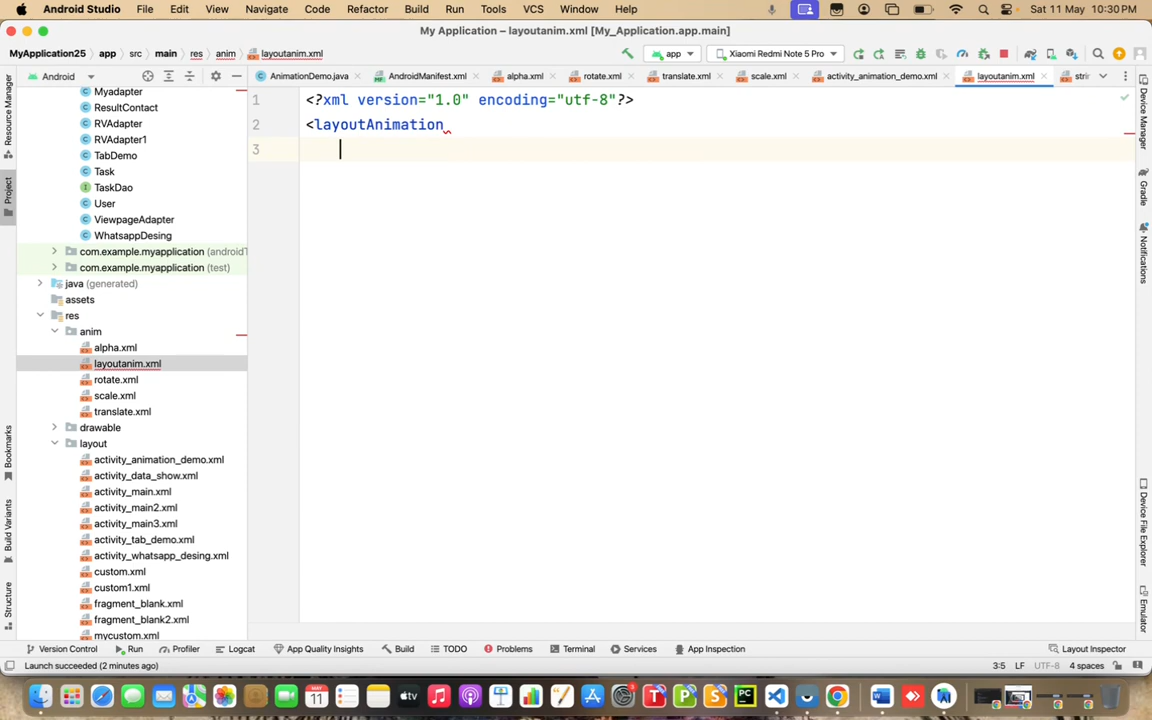 Android Studio File Edit View Navigate Code Refactor Build Run Tools VCS Window Help Sat 11 May 10:30 PM
My Application – layoutanim.xml [My_Application.app.main]
MyApplication25 app src main res anim layoutanim.xml app Xiaomi Redmi Note 5 Pro
Android AnimationDemo.java AndroidManifest.xml alpha.xml rotate.xml translate.xml scale.xml activity_animation_demo.xml layoutanim.xml
Myadapter
ResultContact
RVAdapter
RVAdapter1
TabDemo
Task
TaskDao
User
ViewpageAdapter
WhatsappDesing
com.example.myapplication
com.example.myapplication (test)
java (generated)
assets
res
anim
alpha.xml
layoutanim.xml
rotate.xml
scale.xml
translate.xml
drawable
layout
activity_animation_demo.xml
activity_data_show.xml
activity_main.xml
activity_main2.xml
activity_main3.xml
activity_tab_demo.xml
activity_whatsapp_desing.xml
custom.xml
custom1.xml
fragment_blank.xml
fragment_blank2.xml
mycustom.xml
1 <?xml version="1.0" encoding="utf-8"?>
2 <layoutAnimation
3
Resource Manager
Project
Bookmarks
Build Variants
Structure
Device Manager
Gradle
Notifications
Device File Explorer
Emulator
Version Control Run Profiler Logcat App Quality Insights Build TODO Problems Terminal Services App Inspection Layout Inspector
Launch succeeded (2 minutes ago) 3:5 LF UTF-8 4 spaces